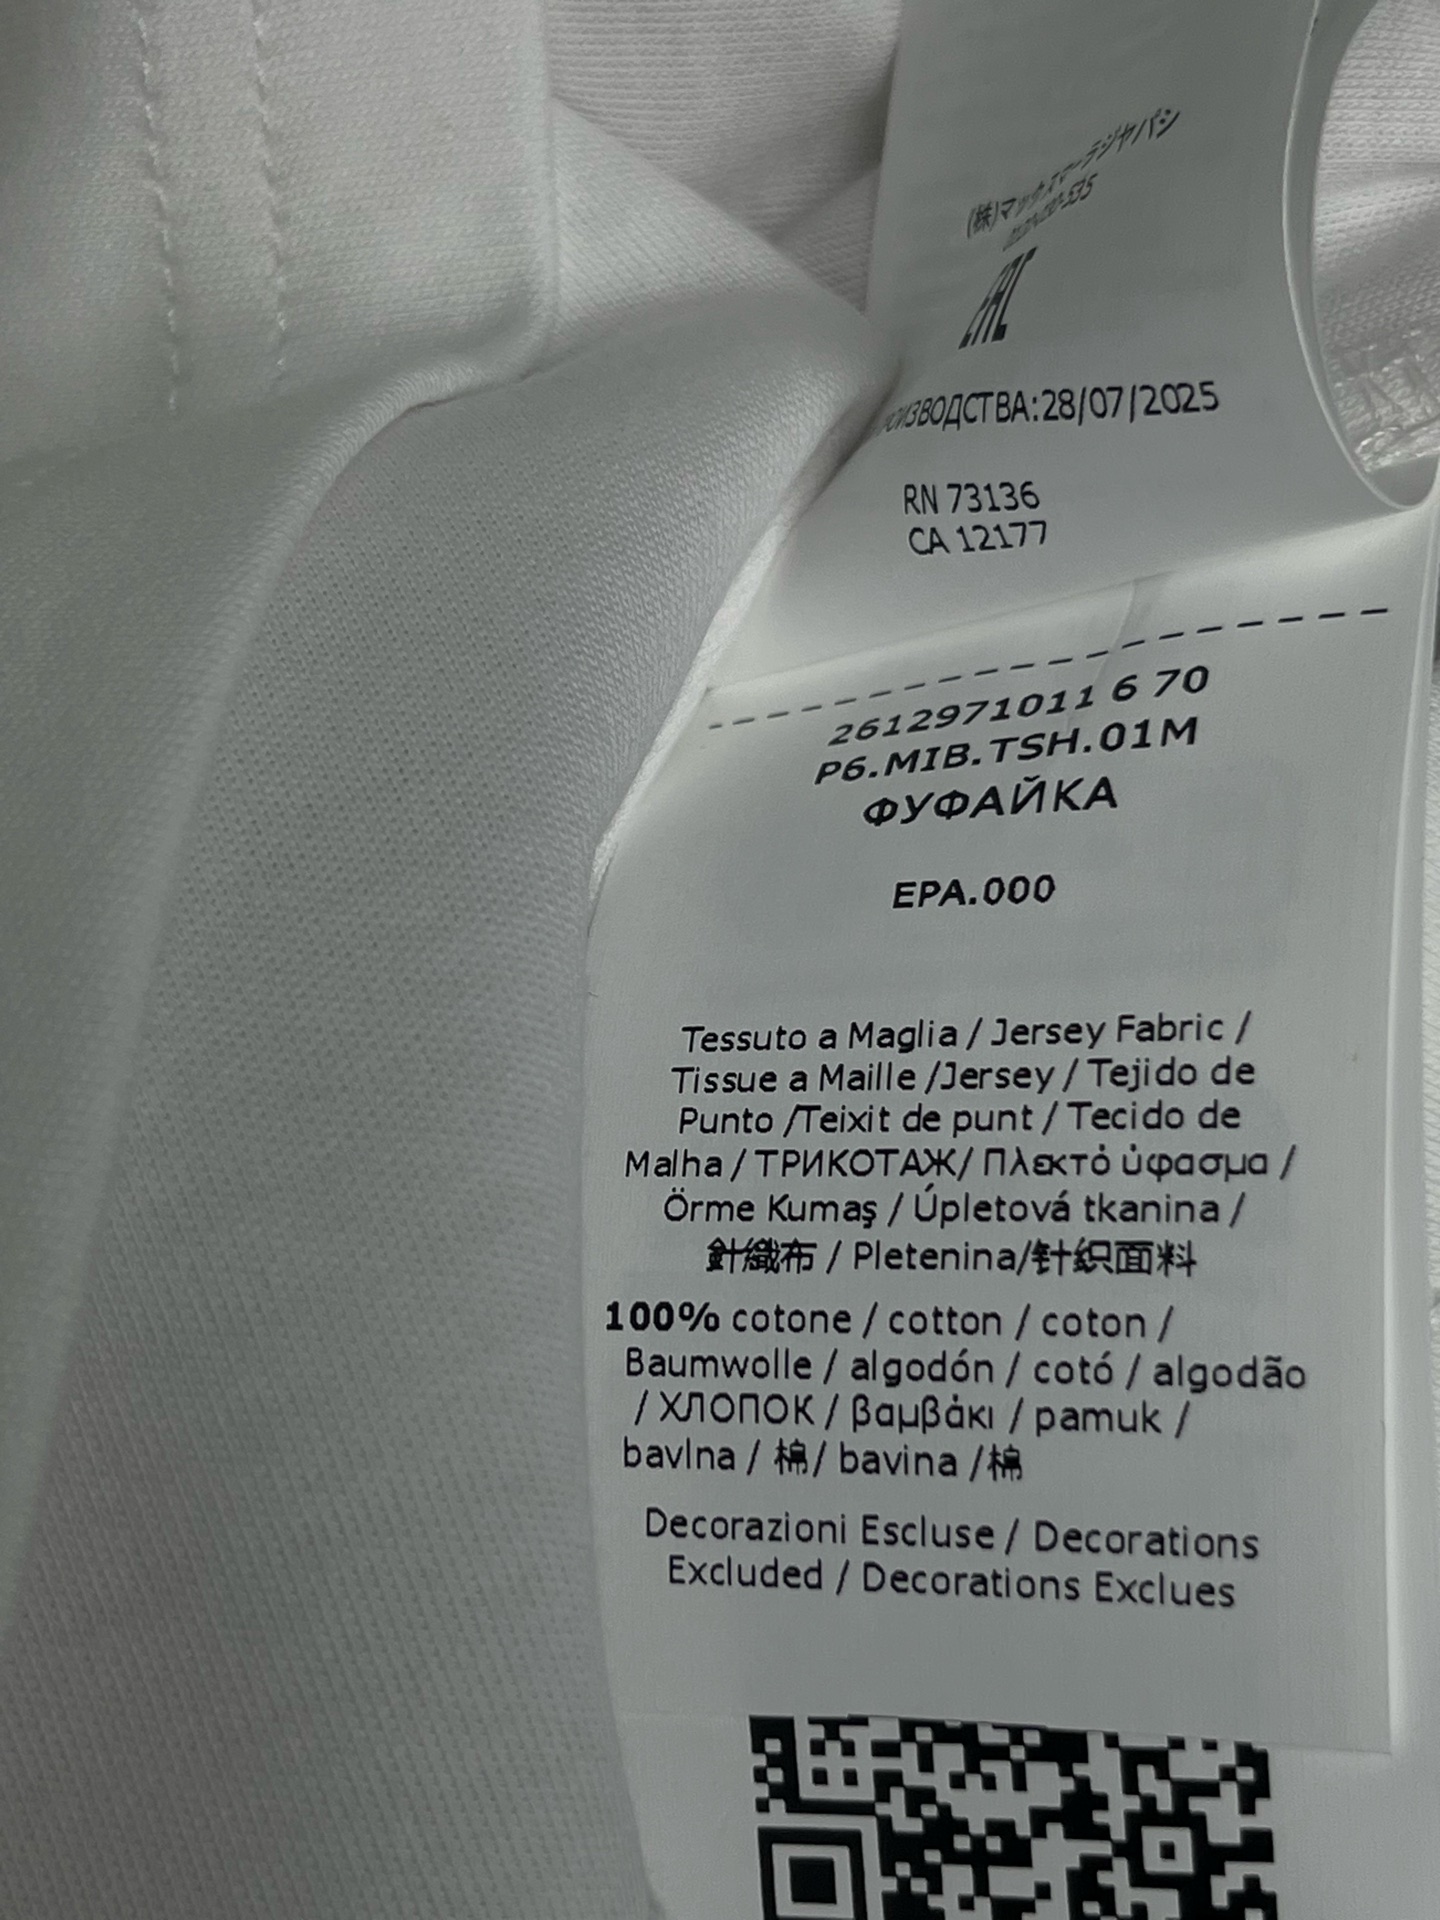 (株)マックスマーラジャパン
EAC
ПРОИЗВОДСТВА:28/07/2025
RN 73136
CA 12177
2612971011 6 70
P6.MIB.TSH.01M
ФУФАЙКА
EPA.000
Tessuto a Maglia / Jersey Fabric /
Tissue a Maille /Jersey / Tejido de
Punto /Teixit de punt / Tecido de
Malha / ТРИКОТАЖ/ Πλεκτό ύφασμα /
Örme Kumaş / Úpletová tkanina /
針織布 / Pletenina/针织面料
100% cotone / cotton / coton /
Baumwolle / algodón / cotó / algodão
/ ХЛОПОК / βαμβάκι / pamuk /
bavlna / 棉/ bavina /棉
Decorazioni Escluse / Decorations
Excluded / Decorations Exclues